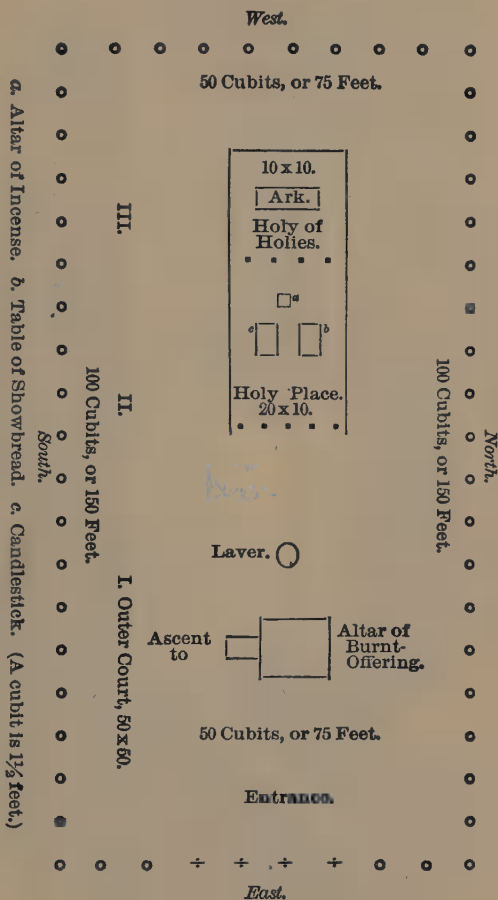 West.
50 Cubits, or 75 Feet.
10 x 10.
Ark.
Holy of
Holies.
a
c
b
Holy Place.
20 x 10.
Laver.
Ascent
to
Altar of
Burnt-
Offering.
50 Cubits, or 75 Feet.
Entrance.
East.
North.
100 Cubits, or 150 Feet.
III.
II.
I. Outer Court, 50 x 50.
100 Cubits, or 150 Feet.
South.
a. Altar of Incense. b. Table of Showbread. c. Candlestick. (A cubit is 1½ feet.)